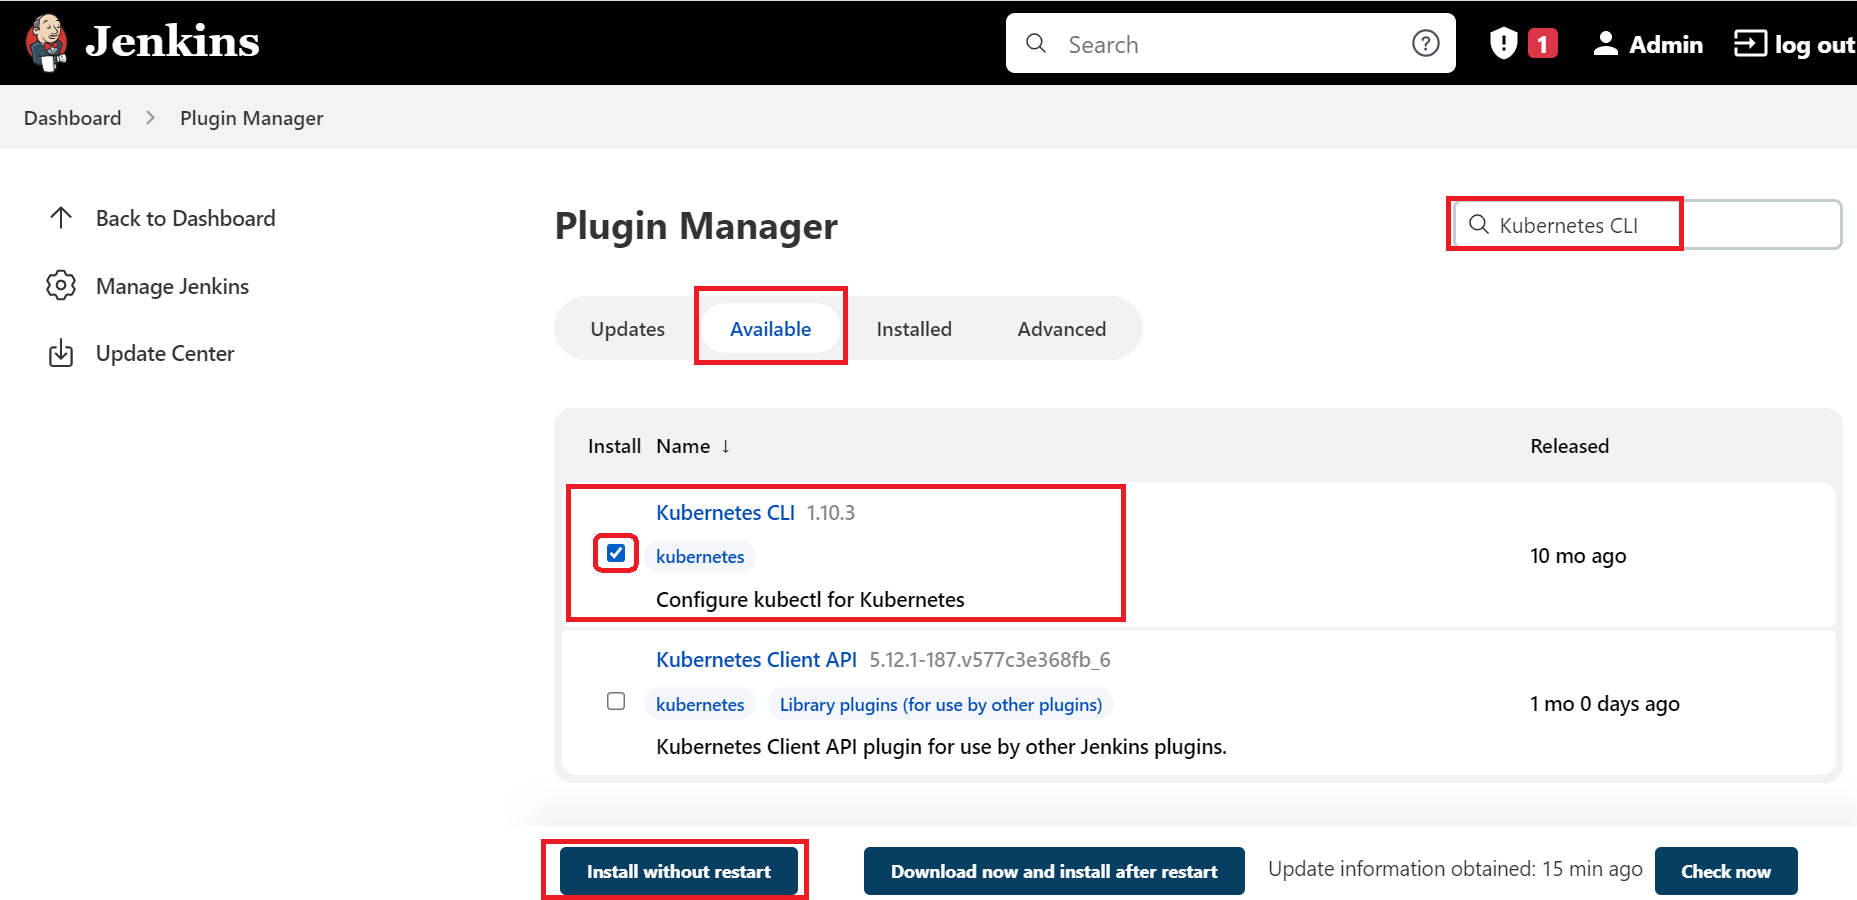 Jenkins
Search
1
Admin
log out
Dashboard
Plugin Manager
Back to Dashboard
Manage Jenkins
Update Center
Plugin Manager
Kubernetes CLI
Updates
Available
Installed
Advanced
Install Name ↓ Released
Kubernetes CLI 1.10.3
kubernetes
Configure kubectl for Kubernetes
10 mo ago
Kubernetes Client API 5.12.1-187.v577c3e368fb_6
kubernetes Library plugins (for use by other plugins)
Kubernetes Client API plugin for use by other Jenkins plugins.
1 mo 0 days ago
Install without restart
Download now and install after restart
Update information obtained: 15 min ago
Check now